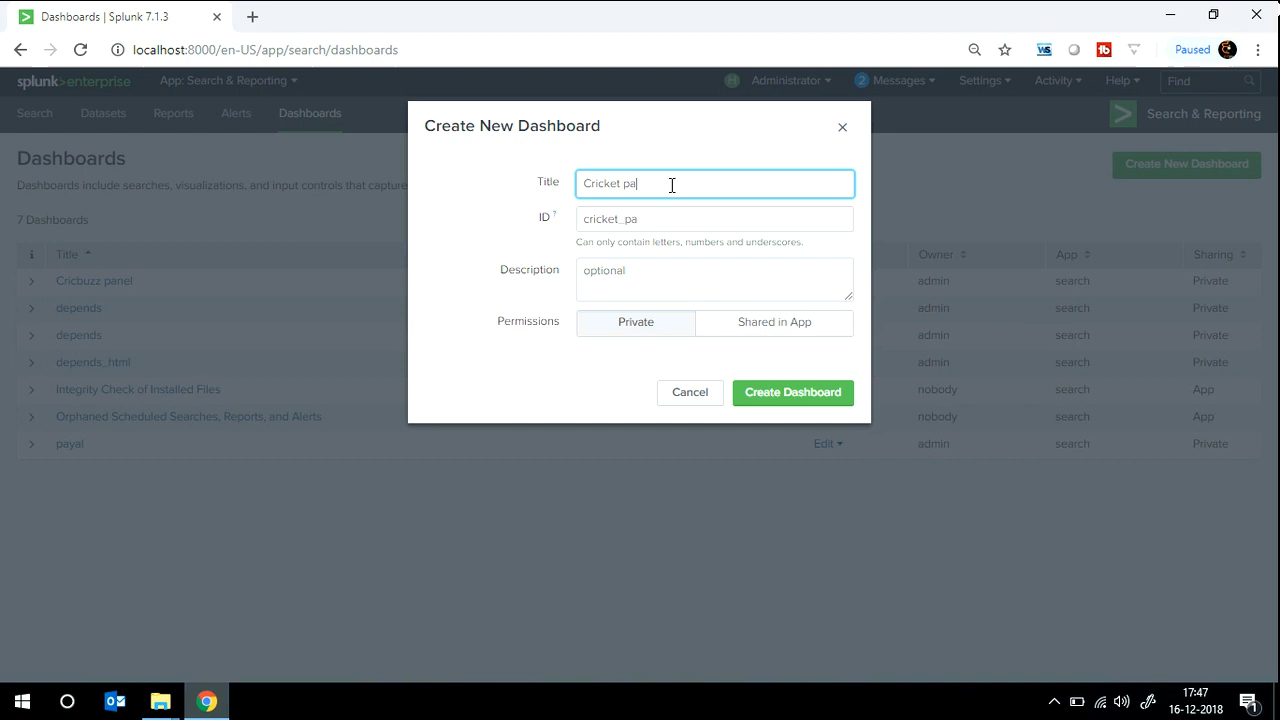 Dashboards | Splunk 7.1.3
localhost:8000/en-US/app/search/dashboards
Paused
splunk>enterprise App: Search & Reporting
Administrator 2 Messages Settings Activity Help Find
Search Datasets Reports Alerts Dashboards
Search & Reporting
Dashboards
Dashboards include searches, visualizations, and input controls that capture
Create New Dashboard
7 Dashboards
i Title Owner App Sharing
Cricbuzz panel admin search Private
depends admin search Private
depends admin search Private
depends_html admin search Private
Integrity Check of Installed Files nobody search App
Orphaned Scheduled Searches, Reports, and Alerts nobody search App
payal Edit admin search Private
Create New Dashboard
Title Cricket pa
ID ? cricket_pa
Can only contain letters, numbers and underscores.
Description optional
Permissions Private Shared in App
Cancel Create Dashboard
17:47
16-12-2018
1